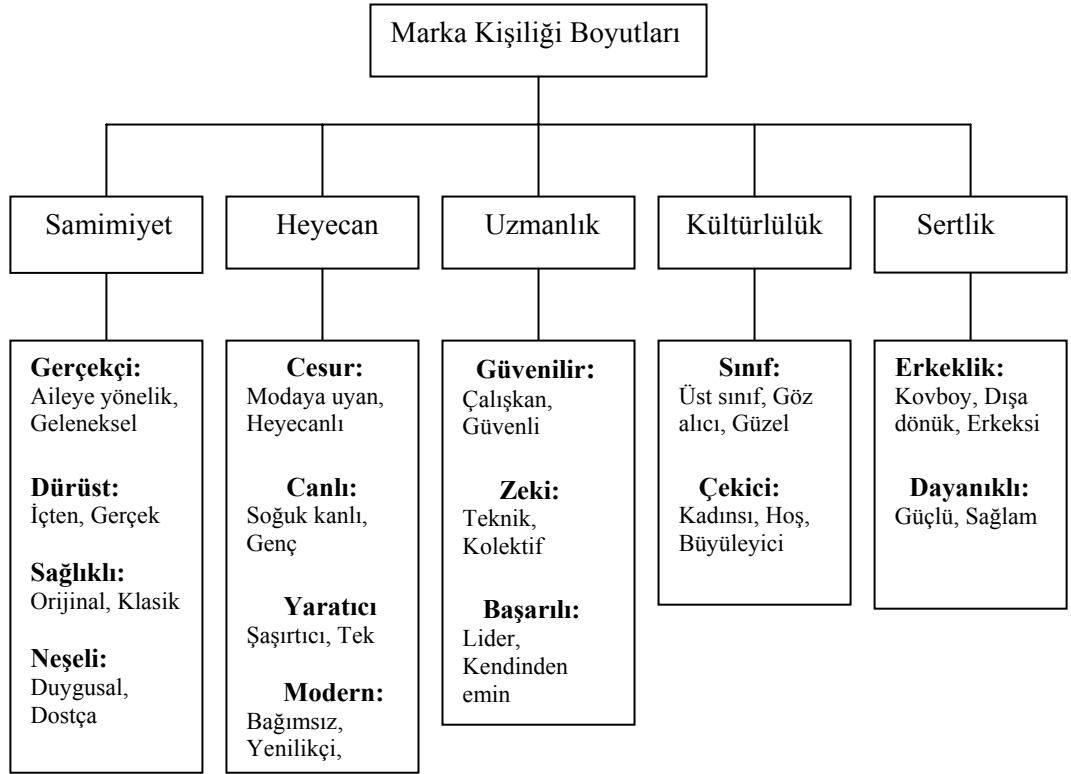 Marka Kişiliği Boyutları
Samimiyet
Heyecan
Uzmanlık
Kültürlülük
Sertlik
Gerçekçi:
Aileye yönelik,
Geleneksel
Dürüst:
İçten, Gerçek
Sağlıklı:
Orijinal, Klasik
Neşeli:
Duygusal,
Dostça
Cesur:
Modaya uyan,
Heyecanlı
Canlı:
Soğuk kanlı,
Genç
Yaratıcı
Şaşırtıcı, Tek
Modern:
Bağımsız,
Yenilikçi,
Güvenilir:
Çalışkan,
Güvenli
Zeki:
Teknik,
Kolektif
Başarılı:
Lider,
Kendinden
emin
Sınıf:
Üst sınıf, Göz
alıcı, Güzel
Çekici:
Kadınsı, Hoş,
Büyüleyici
Erkeklik:
Kovboy, Dışa
dönük, Erkeksi
Dayanıklı:
Güçlü, Sağlam